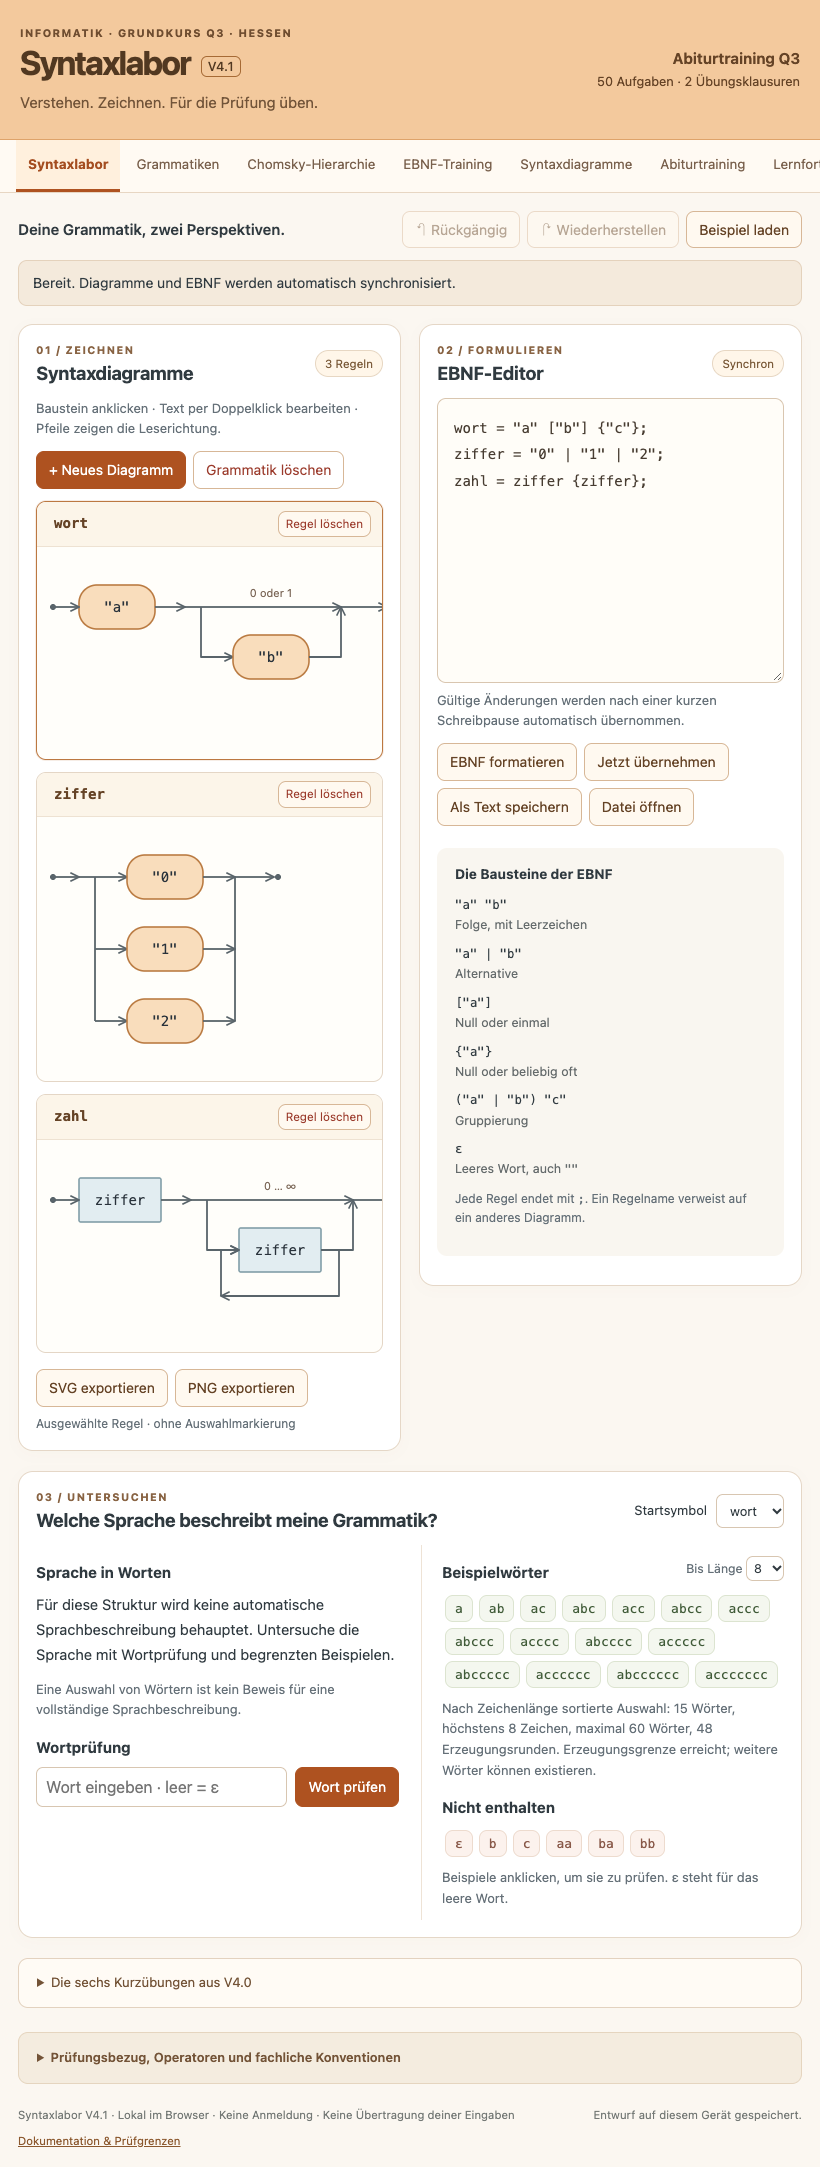 INFORMATIK · GRUNDKURS Q3 · HESSEN
Syntaxlabor V4.1
Verstehen. Zeichnen. Für die Prüfung üben.
Abiturtraining Q3
50 Aufgaben · 2 Übungsklausuren
Syntaxlabor Grammatiken Chomsky-Hierarchie EBNF-Training Syntaxdiagramme Abiturtraining Lernfort
Deine Grammatik, zwei Perspektiven.
Rückgängig Wiederherstellen Beispiel laden
Bereit. Diagramme und EBNF werden automatisch synchronisiert.
01 / ZEICHNEN
Syntaxdiagramme
3 Regeln
Baustein anklicken · Text per Doppelklick bearbeiten ·
Pfeile zeigen die Leserichtung.
+ Neues Diagramm Grammatik löschen
wort Regel löschen
"a"
0 oder 1
"b"
ziffer Regel löschen
"0"
"1"
"2"
zahl Regel löschen
ziffer
0 … ∞
ziffer
SVG exportieren PNG exportieren
Ausgewählte Regel · ohne Auswahlmarkierung
02 / FORMULIEREN
EBNF-Editor
Synchron
wort = "a" ["b"] {"c"};
ziffer = "0" | "1" | "2";
zahl = ziffer {ziffer};
Gültige Änderungen werden nach einer kurzen
Schreibpause automatisch übernommen.
EBNF formatieren Jetzt übernehmen
Als Text speichern Datei öffnen
Die Bausteine der EBNF
"a" "b"
Folge, mit Leerzeichen
"a" | "b"
Alternative
["a"]
Null oder einmal
{"a"}
Null oder beliebig oft
("a" | "b") "c"
Gruppierung
ε
Leeres Wort, auch ""
Jede Regel endet mit ;. Ein Regelname verweist auf
ein anderes Diagramm.
03 / UNTERSUCHEN
Welche Sprache beschreibt meine Grammatik?
Startsymbol wort
Sprache in Worten
Für diese Struktur wird keine automatische
Sprachbeschreibung behauptet. Untersuche die
Sprache mit Wortprüfung und begrenzten Beispielen.
Eine Auswahl von Wörtern ist kein Beweis für eine
vollständige Sprachbeschreibung.
Wortprüfung
Wort eingeben · leer = ε Wort prüfen
Beispielwörter
Bis Länge 8
a ab ac abc acc abcc accc
abccc acccc abcccc accccc
abccccc acccccc abcccccc accccccc
Nach Zeichenlänge sortierte Auswahl: 15 Wörter,
höchstens 8 Zeichen, maximal 60 Wörter, 48
Erzeugungsrunden. Erzeugungsgrenze erreicht; weitere
Wörter können existieren.
Nicht enthalten
ε b c aa ba bb
Beispiele anklicken, um sie zu prüfen. ε steht für das
leere Wort.
Die sechs Kurzübungen aus V4.0
Prüfungsbezug, Operatoren und fachliche Konventionen
Syntaxlabor V4.1 · Lokal im Browser · Keine Anmeldung · Keine Übertragung deiner Eingaben
Entwurf auf diesem Gerät gespeichert.
Dokumentation & Prüfgrenzen